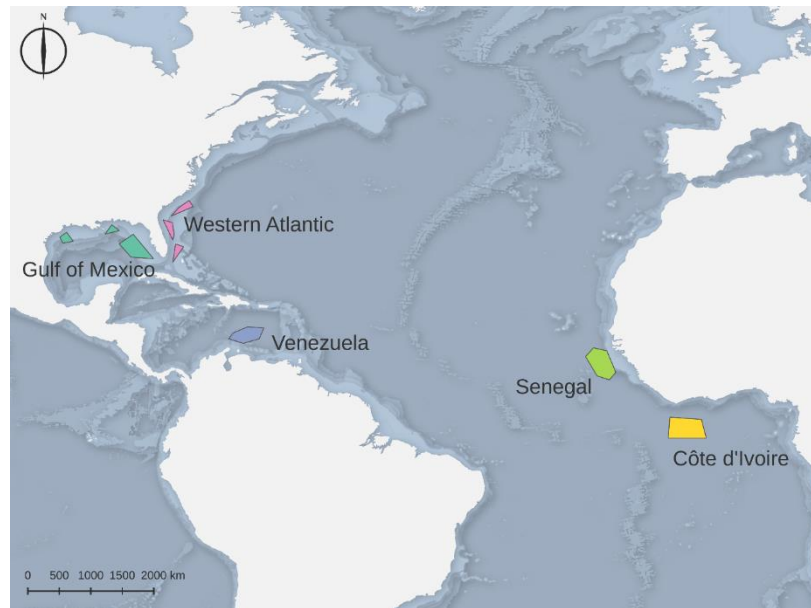 N
Western Atlantic
Gulf of Mexico
Venezuela
Senegal
Côte d'Ivoire
0 500 1000 1500 2000 km